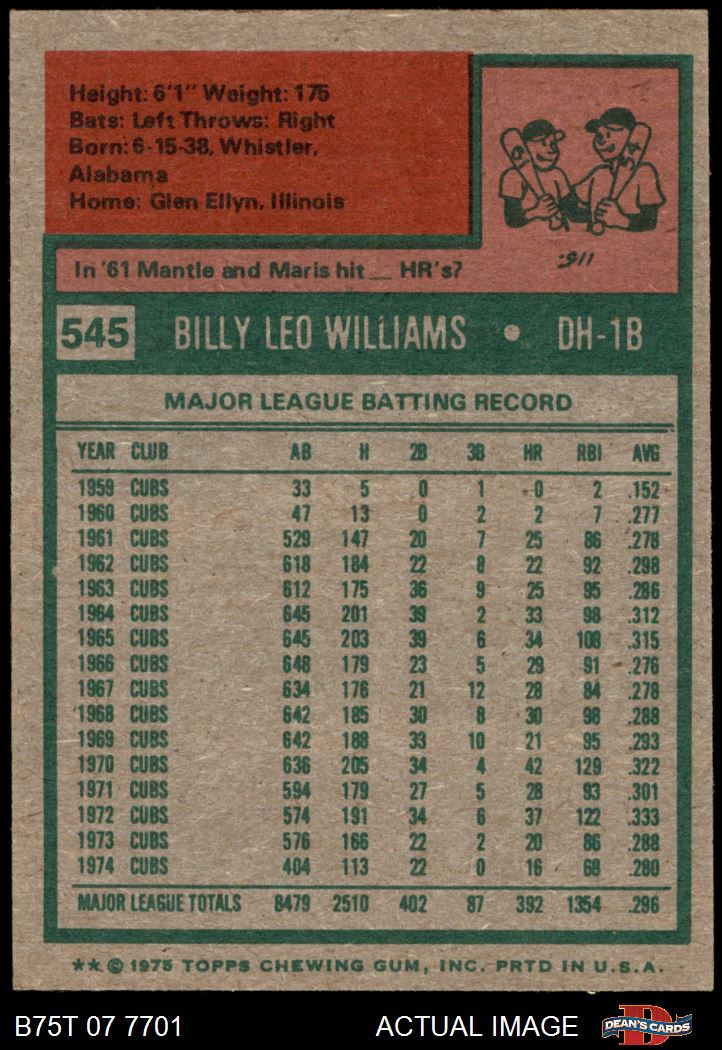 Height: 6'1" Weight: 175
Bats: Left Throws: Right
Born: 6-15-38, Whistler,
Alabama
Home: Glen Ellyn, Illinois
In '61 Mantle and Maris hit __ HR's?
115.
545 BILLY LEO WILLIAMS • DH-1B
MAJOR LEAGUE BATTING RECORD
YEAR CLUB AB H 2B 3B HR RBI AVG
1959 CUBS 33 5 0 1 0 2 .152
1960 CUBS 47 13 0 2 2 7 .277
1961 CUBS 529 147 20 7 25 86 .278
1962 CUBS 618 184 22 8 22 92 .298
1963 CUBS 612 175 36 9 25 95 .286
1964 CUBS 645 201 39 2 33 98 .312
1965 CUBS 645 203 39 6 34 108 .315
1966 CUBS 648 179 23 5 29 91 .276
1967 CUBS 634 176 21 12 28 84 .278
1968 CUBS 642 185 30 8 30 98 .288
1969 CUBS 642 188 33 10 21 95 .293
1970 CUBS 636 205 34 4 42 129 .322
1971 CUBS 594 179 27 5 28 93 .301
1972 CUBS 574 191 34 6 37 122 .333
1973 CUBS 576 166 22 2 20 86 .288
1974 CUBS 404 113 22 0 16 68 .280
MAJOR LEAGUE TOTALS 8479 2510 402 87 392 1354 .296
** © 1975 TOPPS CHEWING GUM, INC. PRTD IN U.S.A.
B75T 07 7701 ACTUAL IMAGE DEAN'S CARDS